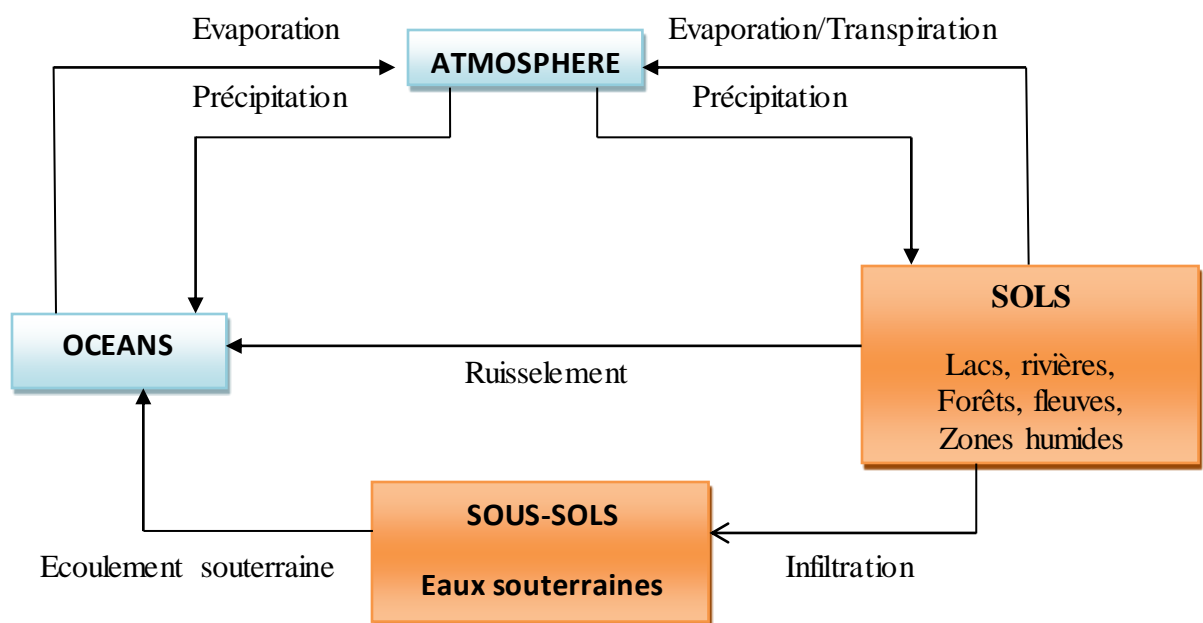 Evaporation
Evaporation/Transpiration
ATMOSPHERE
Précipitation
Précipitation
SOLS
OCEANS
Ruisselement
Lacs, rivières,
Forêts, fleuves,
Zones humides
SOUS-SOLS
Ecoulement souterraine
Infiltration
Eaux souterraines